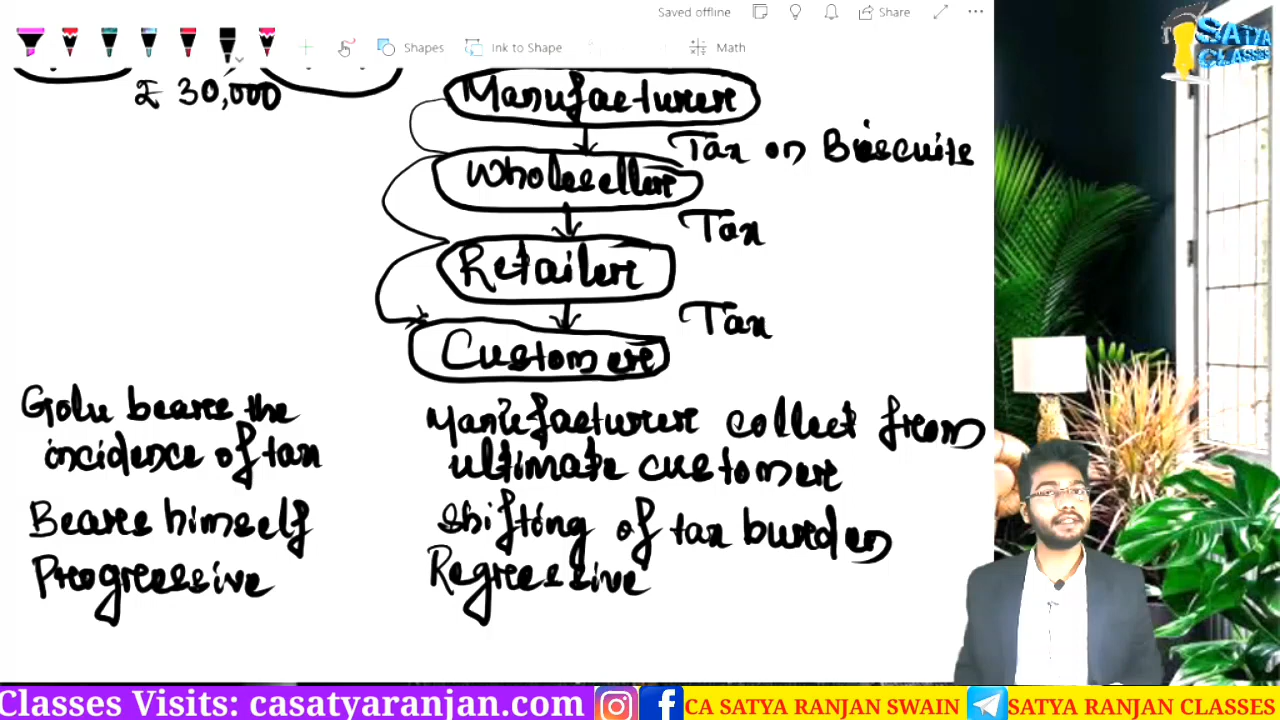 Saved offline
Share
Shapes
Ink to Shape
Math
SATYA
CLASSES
₹ 30,000
Manufacturer
Tax on Biscuits
Wholeseller
Tax
Retailer
Tax
Customer
Golu bears the
incidence of tax
Bears himself
Progressive
Manufacturer collect from
ultimate customer
Shifting of tax burden
Regressive
Classes Visits: casatyaranjan.com
CA SATYA RANJAN SWAIN
SATYA RANJAN CLASSES